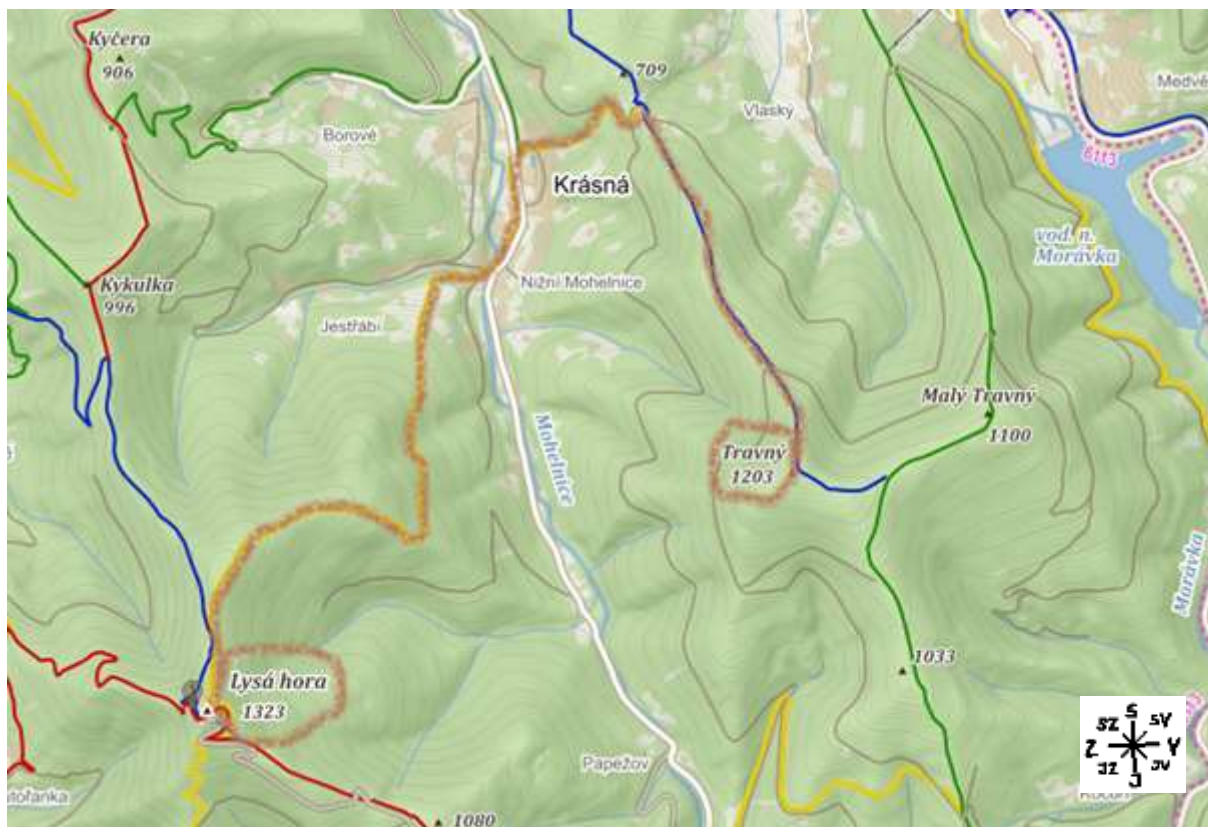 Kyčera
906
709
Vlaský
Medvě
Borové
6113
Krásná
vod. n.
Morávka
Kykulka
996
Nižní Mohelnice
Jestřábí
Malý Travný
1100
Mohelnice
Travný
1203
Morávka
1033
Lysá hora
1323
SZ S SV
Z V
JZ J JV
Papežov
1080